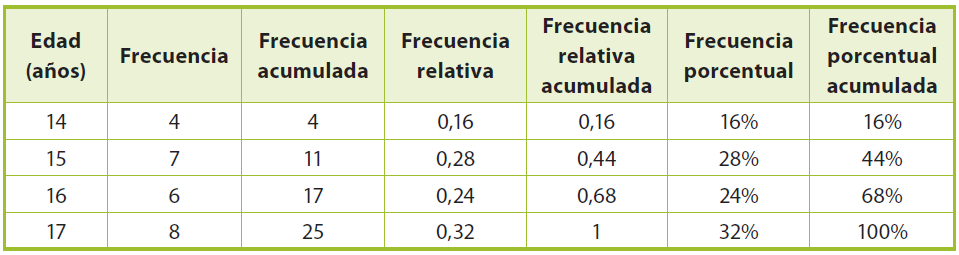 Edad (años) Frecuencia Frecuencia acumulada Frecuencia relativa Frecuencia relativa acumulada Frecuencia porcentual Frecuencia porcentual acumulada
14 4 4 0,16 0,16 16% 16%
15 7 11 0,28 0,44 28% 44%
16 6 17 0,24 0,68 24% 68%
17 8 25 0,32 1 32% 100%